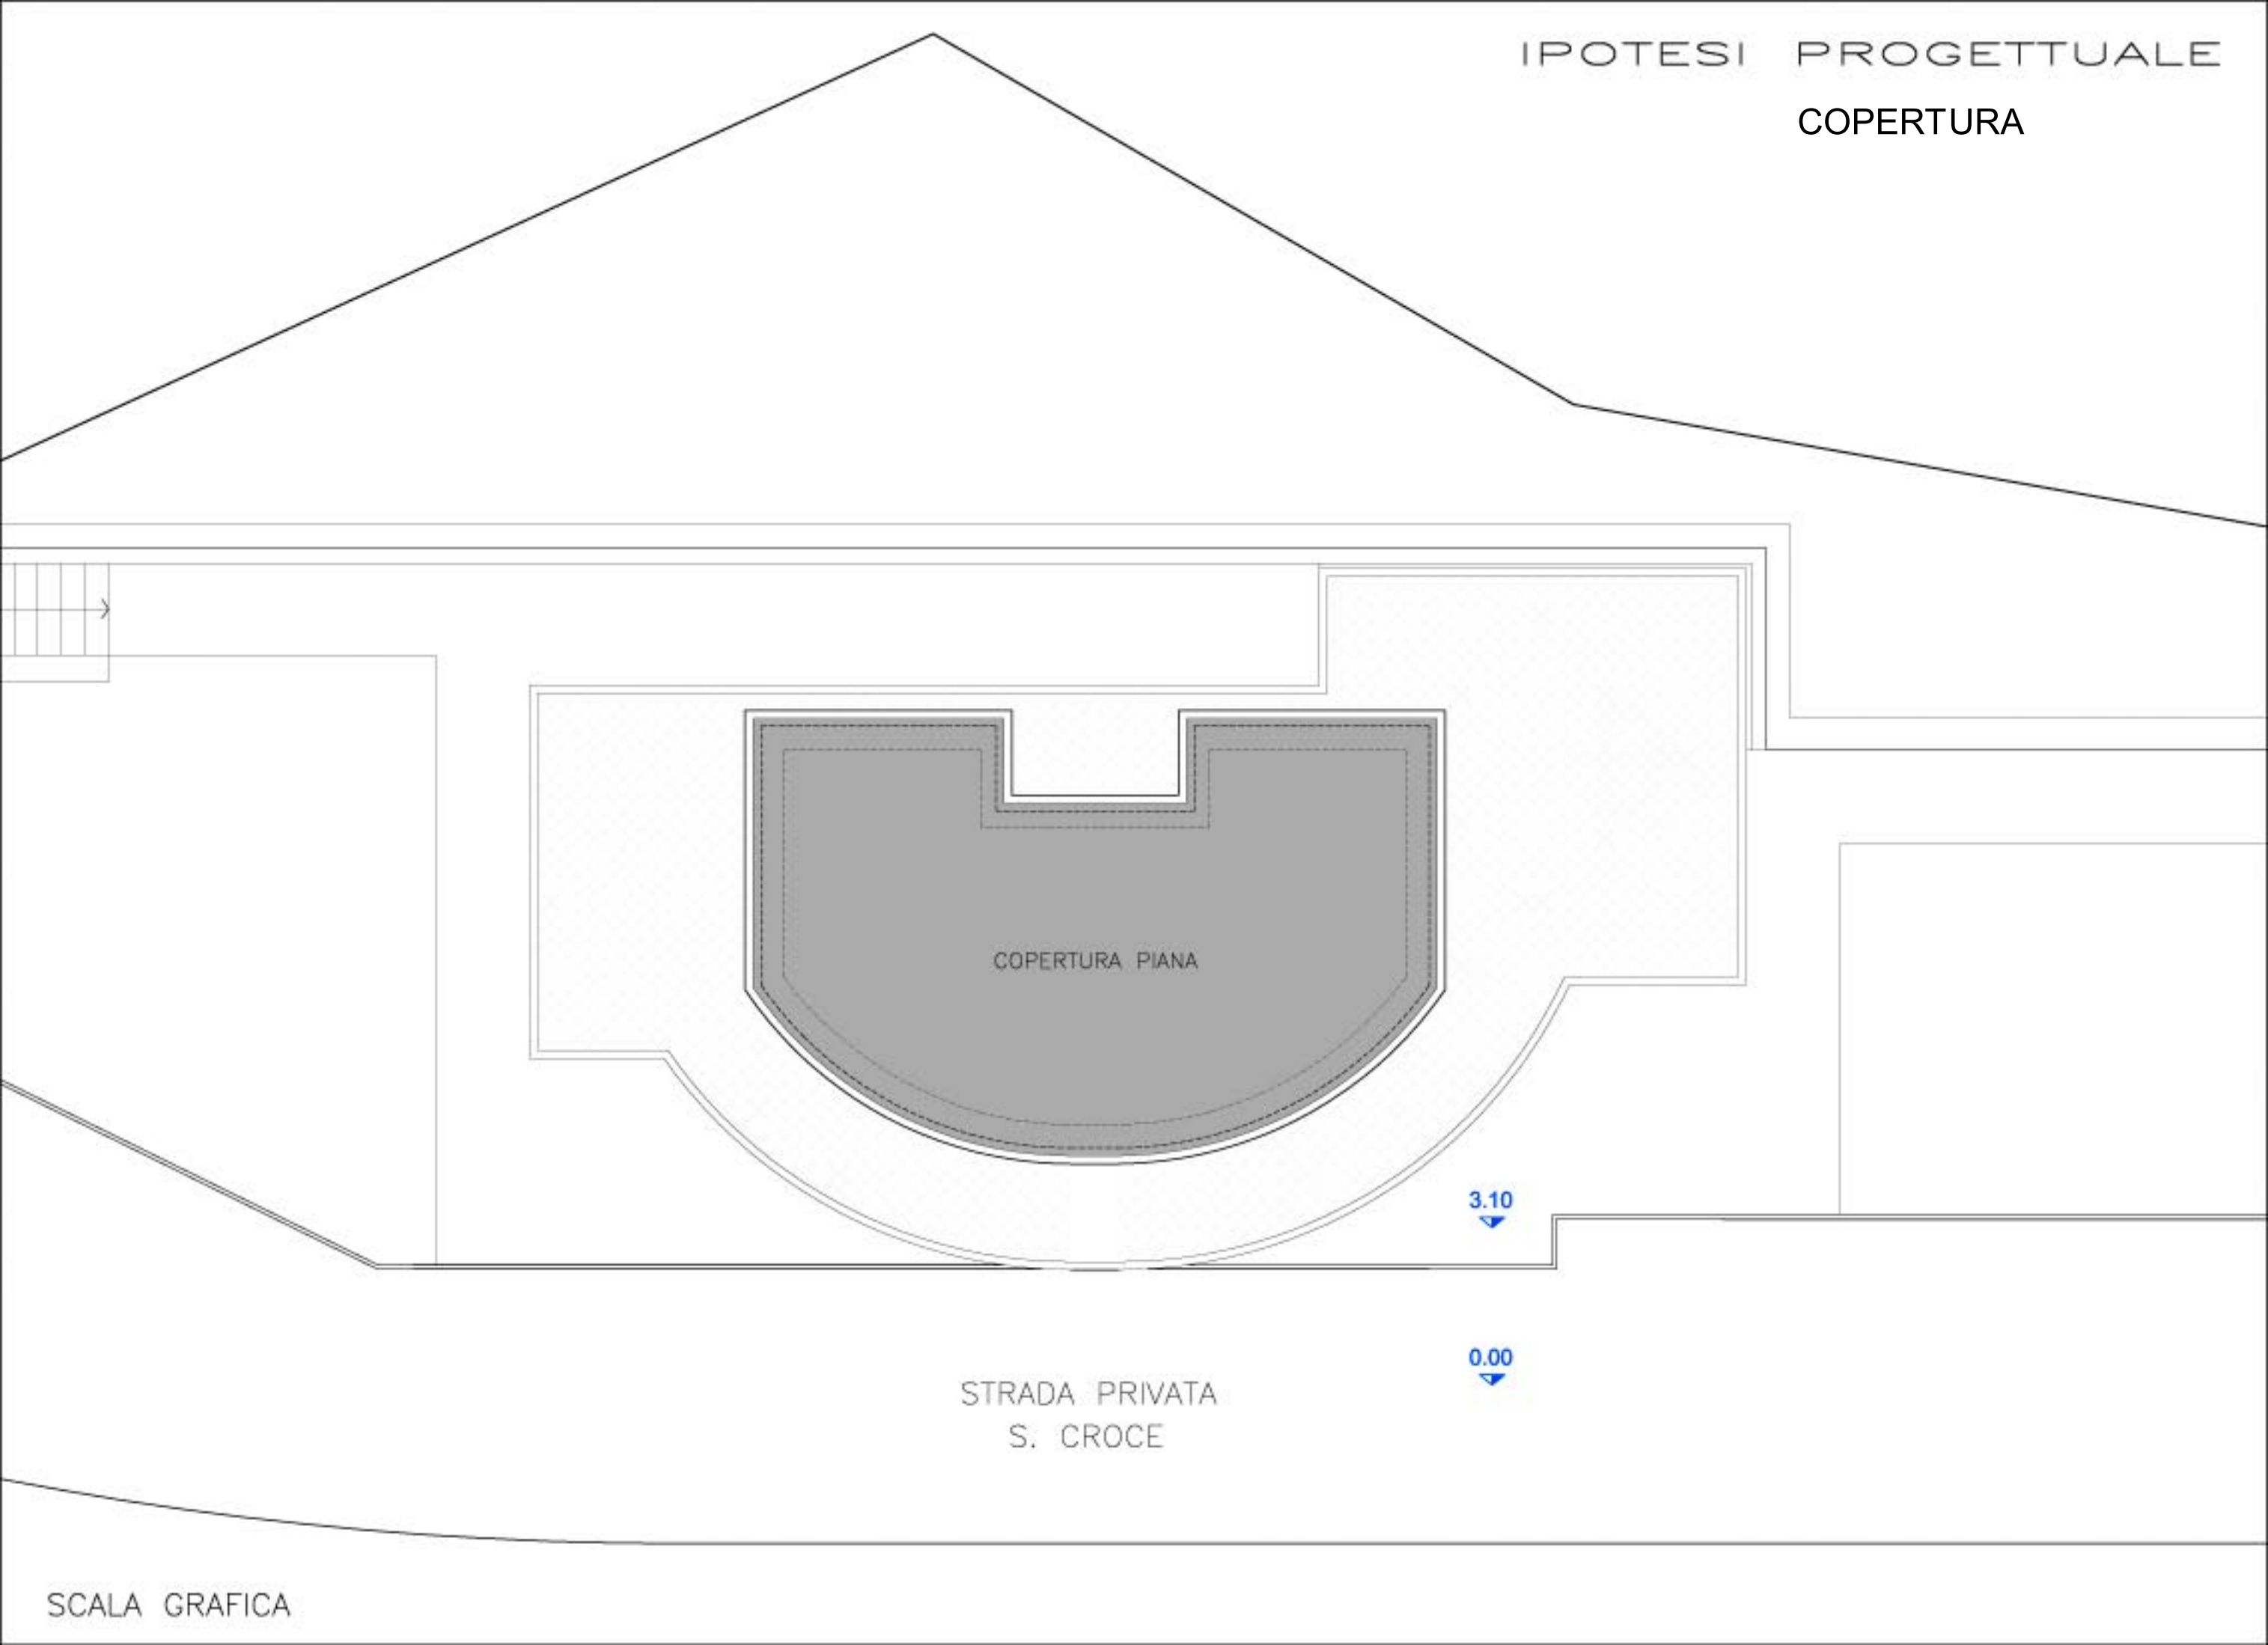 IPOTESI PROGETTUALE
COPERTURA
COPERTURA PIANA
3.10
0.00
STRADA PRIVATA
S. CROCE
SCALA GRAFICA